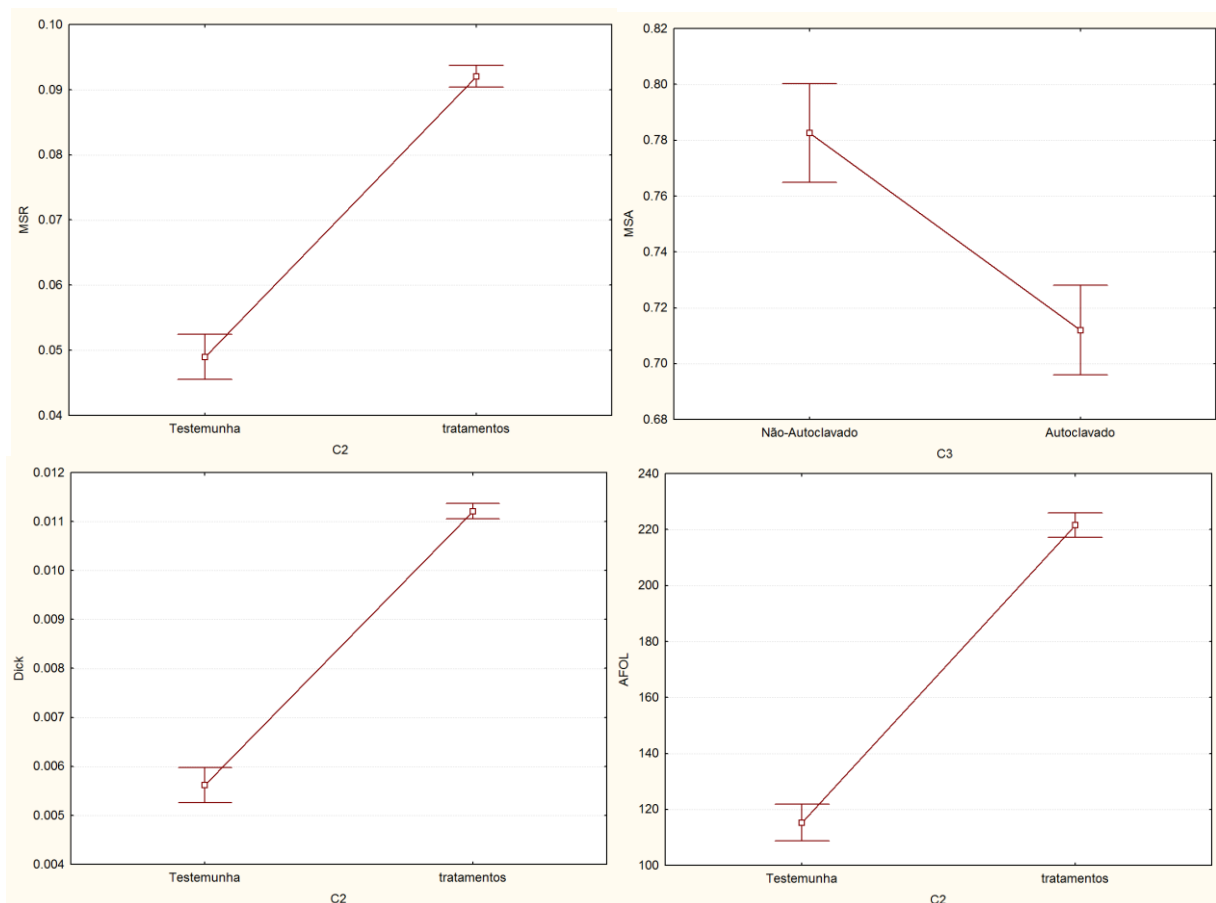 MSR
0.10
0.09
0.08
0.07
0.06
0.05
0.04
Testemunha tratamentos
C2
MSA
0.82
0.80
0.78
0.76
0.74
0.72
0.70
0.68
Não-Autoclavado Autoclavado
C3
Dick
0.012
0.011
0.010
0.009
0.008
0.007
0.006
0.005
0.004
Testemunha tratamentos
C2
AFOL
240
220
200
180
160
140
120
100
Testemunha tratamentos
C2